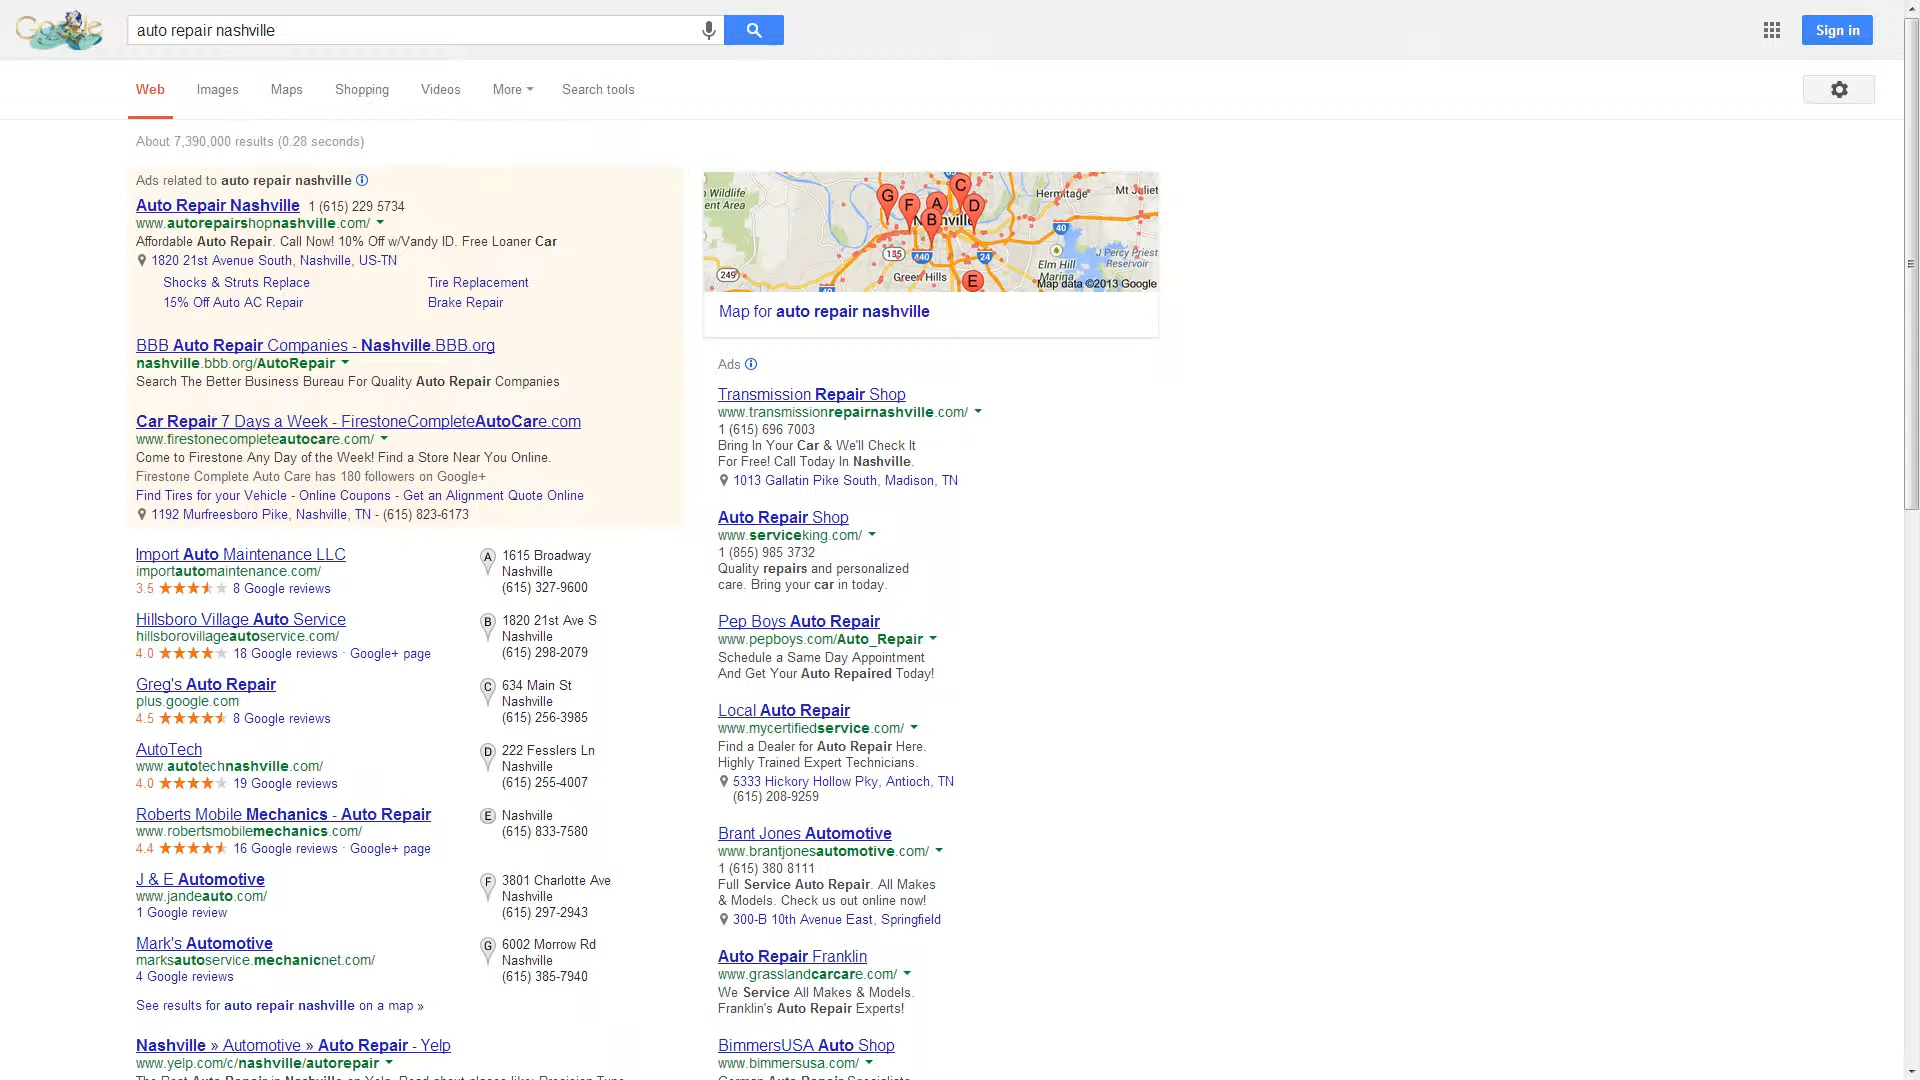 Google
auto repair nashville
Sign in
Web
Images
Maps
Shopping
Videos
More
Search tools
About 7,390,000 results (0.28 seconds)
Ads related to auto repair nashville
Auto Repair Nashville 1 (615) 229 5734
www.autorepairshopnashville.com/
Affordable Auto Repair. Call Now! 10% Off w/Vandy ID. Free Loaner Car
1820 21st Avenue South, Nashville, US-TN
Shocks & Struts Replace
Tire Replacement
15% Off Auto AC Repair
Brake Repair
BBB Auto Repair Companies - Nashville.BBB.org
nashville.bbb.org/AutoRepair
Search The Better Business Bureau For Quality Auto Repair Companies
Car Repair 7 Days a Week - FirestoneCompleteAutoCare.com
www.firestonecompleteautocare.com/
Come to Firestone Any Day of the Week! Find a Store Near You Online.
Firestone Complete Auto Care has 180 followers on Google+
Find Tires for your Vehicle - Online Coupons - Get an Alignment Quote Online
1192 Murfreesboro Pike, Nashville, TN - (615) 823-6173
Import Auto Maintenance LLC
importautomaintenance.com/
3.5 8 Google reviews
A 1615 Broadway
Nashville
(615) 327-9600
Hillsboro Village Auto Service
hillsborovillageautoservice.com/
4.0 18 Google reviews · Google+ page
B 1820 21st Ave S
Nashville
(615) 298-2079
Greg's Auto Repair
plus.google.com
4.5 8 Google reviews
C 634 Main St
Nashville
(615) 256-3985
AutoTech
www.autotechnashville.com/
4.0 19 Google reviews
D 222 Fesslers Ln
Nashville
(615) 255-4007
Roberts Mobile Mechanics - Auto Repair
www.robertsmobilemechanics.com/
4.4 16 Google reviews · Google+ page
E Nashville
(615) 833-7580
J & E Automotive
www.jandeauto.com/
1 Google review
F 3801 Charlotte Ave
Nashville
(615) 297-2943
Mark's Automotive
marksautoservice.mechanicnet.com/
4 Google reviews
G 6002 Morrow Rd
Nashville
(615) 385-7940
See results for auto repair nashville on a map »
Nashville » Automotive » Auto Repair - Yelp
www.yelp.com/c/nashville/autorepair
Wildlife
ent Area
G
F
A
B
C
D
E
Hermitage
Mt Juliet
40
155
440
24
249
Green Hills
Elm Hill
Marina
J Percy Priest
Reservoir
Map data ©2013 Google
Map for auto repair nashville
Ads
Transmission Repair Shop
www.transmissionrepairnashville.com/
1 (615) 696 7003
Bring In Your Car & We'll Check It
For Free! Call Today In Nashville.
1013 Gallatin Pike South, Madison, TN
Auto Repair Shop
www.serviceking.com/
1 (855) 985 3732
Quality repairs and personalized
care. Bring your car in today.
Pep Boys Auto Repair
www.pepboys.com/Auto_Repair
Schedule a Same Day Appointment
And Get Your Auto Repaired Today!
Local Auto Repair
www.mycertifiedservice.com/
Find a Dealer for Auto Repair Here.
Highly Trained Expert Technicians.
5333 Hickory Hollow Pky, Antioch, TN
(615) 208-9259
Brant Jones Automotive
www.brantjonesautomotive.com/
1 (615) 380 8111
Full Service Auto Repair. All Makes
& Models. Check us out online now!
300-B 10th Avenue East, Springfield
Auto Repair Franklin
www.grasslandcarcare.com/
We Service All Makes & Models.
Franklin's Auto Repair Experts!
BimmersUSA Auto Shop
www.bimmersusa.com/